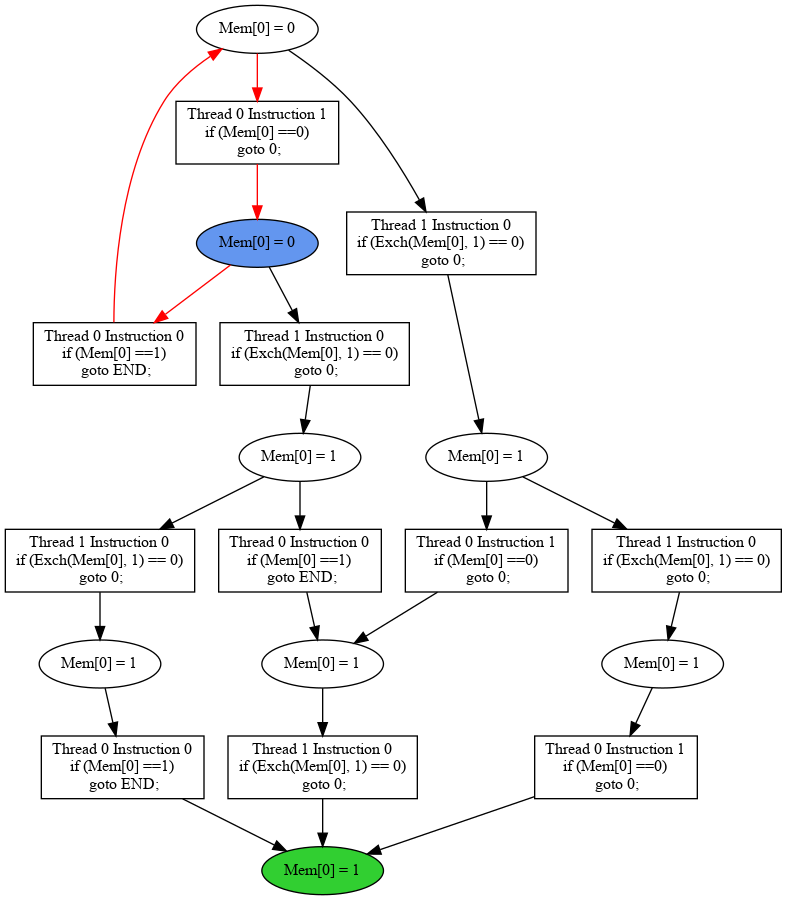 Mem[0] = 0
Thread 0 Instruction 1
if (Mem[0] ==0)
goto 0;
Thread 1 Instruction 0
if (Exch(Mem[0], 1) == 0)
goto 0;
Mem[0] = 0
Thread 0 Instruction 0
if (Mem[0] ==1)
goto END;
Thread 1 Instruction 0
if (Exch(Mem[0], 1) == 0)
goto 0;
Mem[0] = 1
Mem[0] = 1
Thread 1 Instruction 0
if (Exch(Mem[0], 1) == 0)
goto 0;
Thread 0 Instruction 0
if (Mem[0] ==1)
goto END;
Thread 0 Instruction 1
if (Mem[0] ==0)
goto 0;
Thread 1 Instruction 0
if (Exch(Mem[0], 1) == 0)
goto 0;
Mem[0] = 1
Mem[0] = 1
Mem[0] = 1
Thread 0 Instruction 0
if (Mem[0] ==1)
goto END;
Thread 1 Instruction 0
if (Exch(Mem[0], 1) == 0)
goto 0;
Thread 0 Instruction 1
if (Mem[0] ==0)
goto 0;
Mem[0] = 1